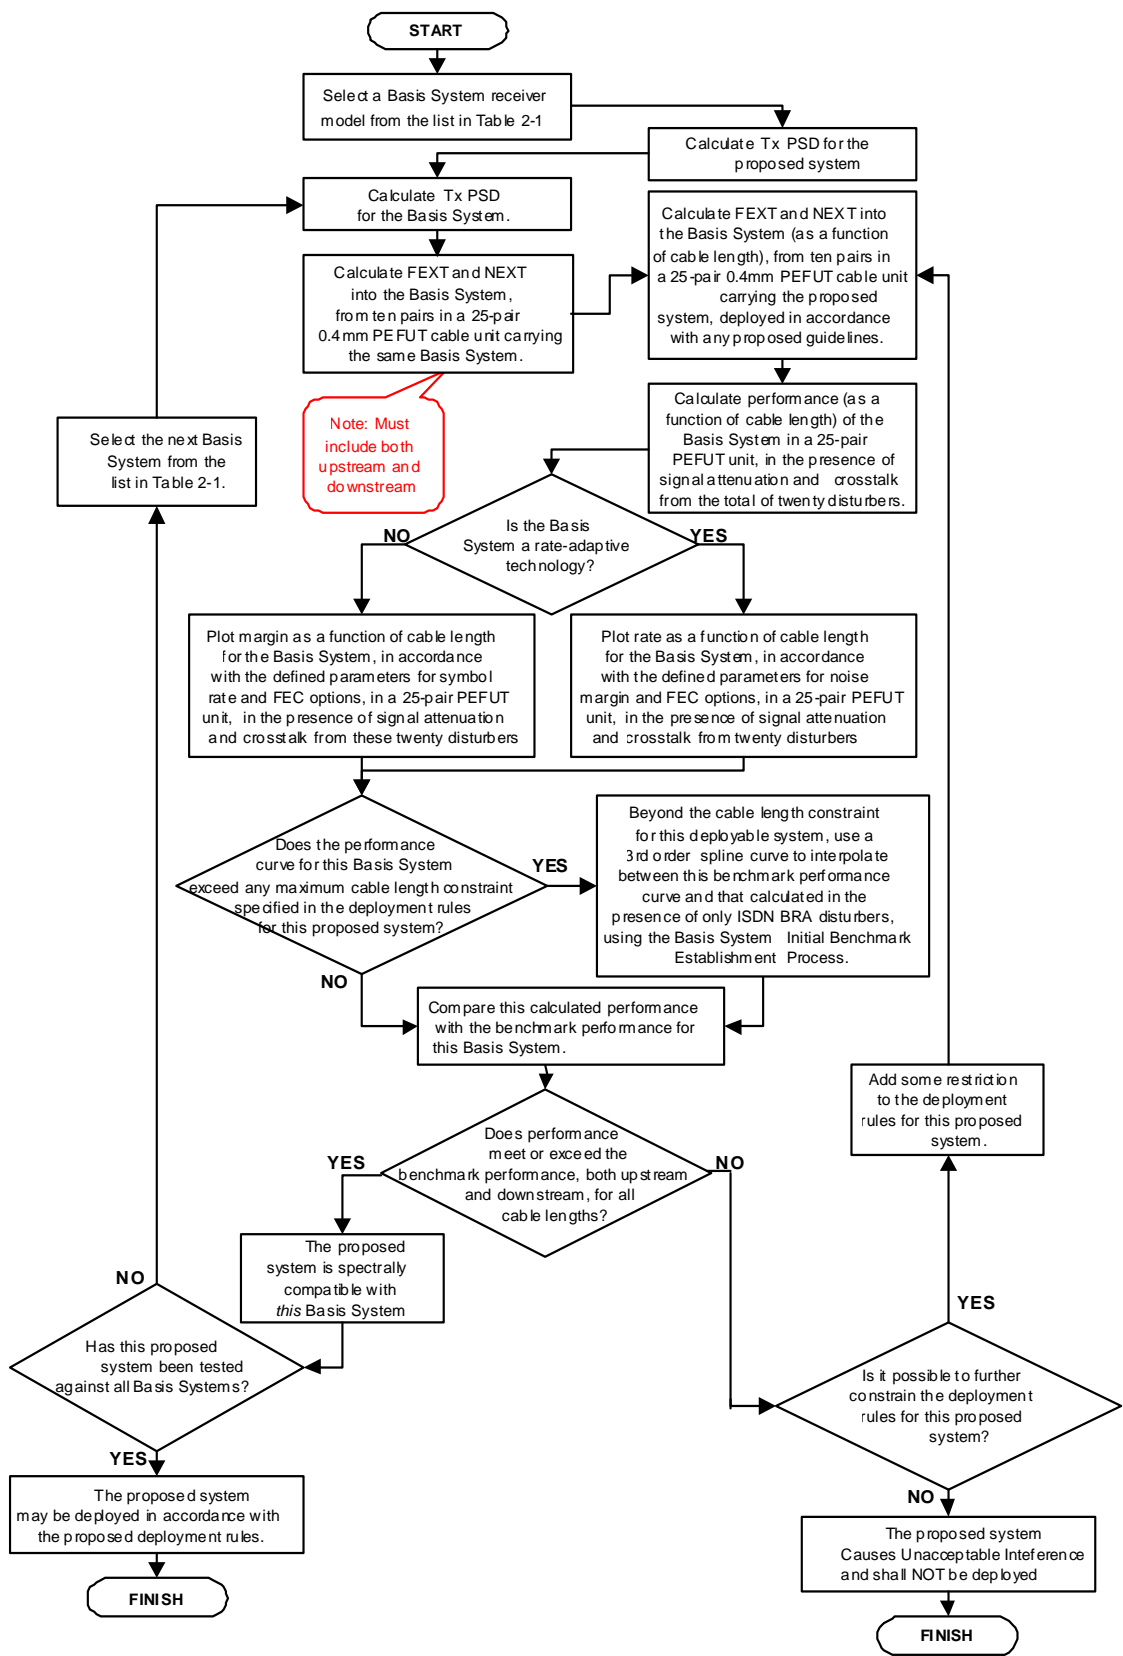 START
Select a Basis System receiver
model from the list in Table 2-1
Calculate Tx PSD for the
proposed system
Calculate Tx PSD
for the Basis System.
Calculate FEXT and NEXT into
the Basis System (as a function
of cable length), from ten pairs in
a 25-pair 0.4mm PEFUT cable unit
carrying the proposed
system, deployed in accordance
with any proposed guidelines.
Calculate FEXT and NEXT
into the Basis System,
from ten pairs in a 25-pair
0.4mm PEFUT cable unit carrying
the same Basis System.
Note: Must
include both
upstream and
downstream
Calculate performance (as a
function of cable length) of the
Basis System in a 25-pair
PEFUT unit, in the presence of
signal attenuation and crosstalk
from the total of twenty disturbers.
Select the next Basis
System from the
list in Table 2-1.
Is the Basis
System a rate-adaptive
technology?
NO
YES
Plot margin as a function of cable length
for the Basis System, in accordance
with the defined parameters for symbol
rate and FEC options, in a 25-pair PEFUT
unit, in the presence of signal attenuation
and crosstalk from these twenty disturbers
Plot rate as a function of cable length
for the Basis System, in accordance
with the defined parameters for noise
margin and FEC options, in a 25-pair PEFUT
unit, in the presence of signal attenuation
and crosstalk from twenty disturbers
Does the performance
curve for this Basis System
exceed any maximum cable length constraint
specified in the deployment rules
for this proposed system?
YES
NO
Beyond the cable length constraint
for this deployable system, use a
3rd order spline curve to interpolate
between this benchmark performance
curve and that calculated in the
presence of only ISDN BRA disturbers,
using the Basis System Initial Benchmark
Establishment Process.
Compare this calculated performance
with the benchmark performance for
this Basis System.
Add some restriction
to the deployment
rules for this proposed
system.
Does performance
meet or exceed the
benchmark performance, both upstream
and downstream, for all
cable lengths?
YES
NO
The proposed
system is spectrally
compatible with
this Basis System
NO
Has this proposed
system been tested
against all Basis Systems?
YES
YES
Is it possible to further
constrain the deployment
rules for this proposed
system?
NO
The proposed system
may be deployed in accordance with
the proposed deployment rules.
The proposed system
Causes Unacceptable Inteference
and shall NOT be deployed
FINISH
FINISH